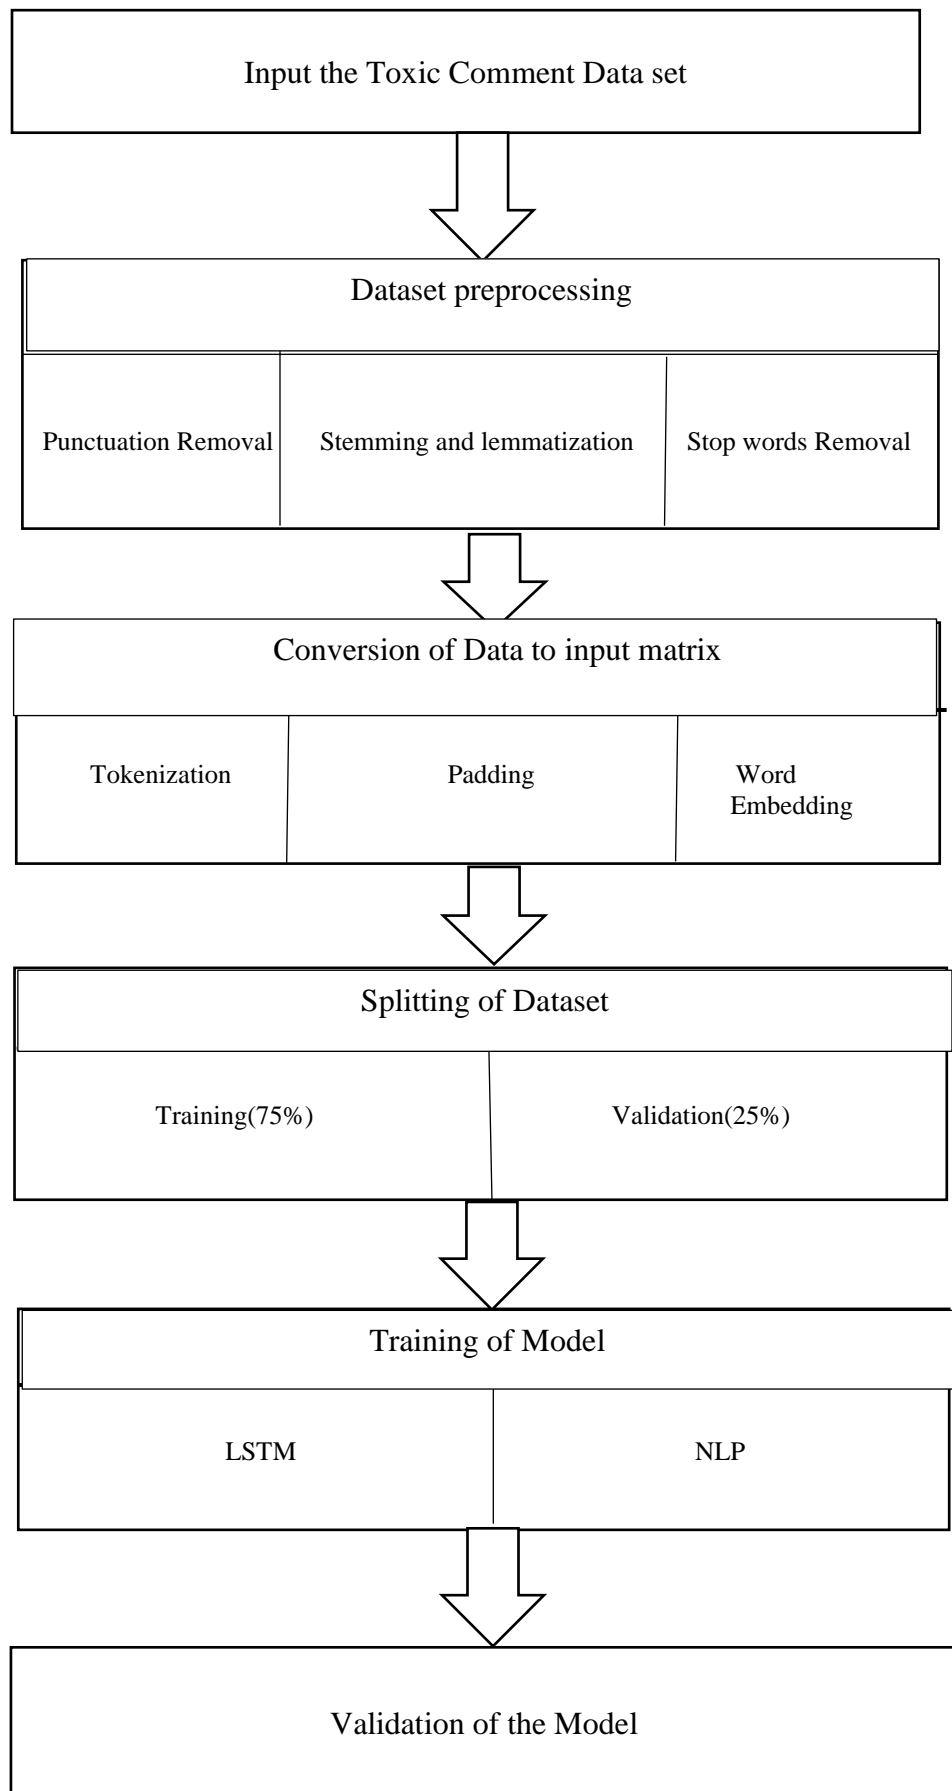 Input the Toxic Comment Data set
Dataset preprocessing
Punctuation Removal
Stemming and lemmatization
Stop words Removal
Conversion of Data to input matrix
Tokenization
Padding
Word
Embedding
Splitting of Dataset
Training(75%)
Validation(25%)
Training of Model
LSTM
NLP
Validation of the Model